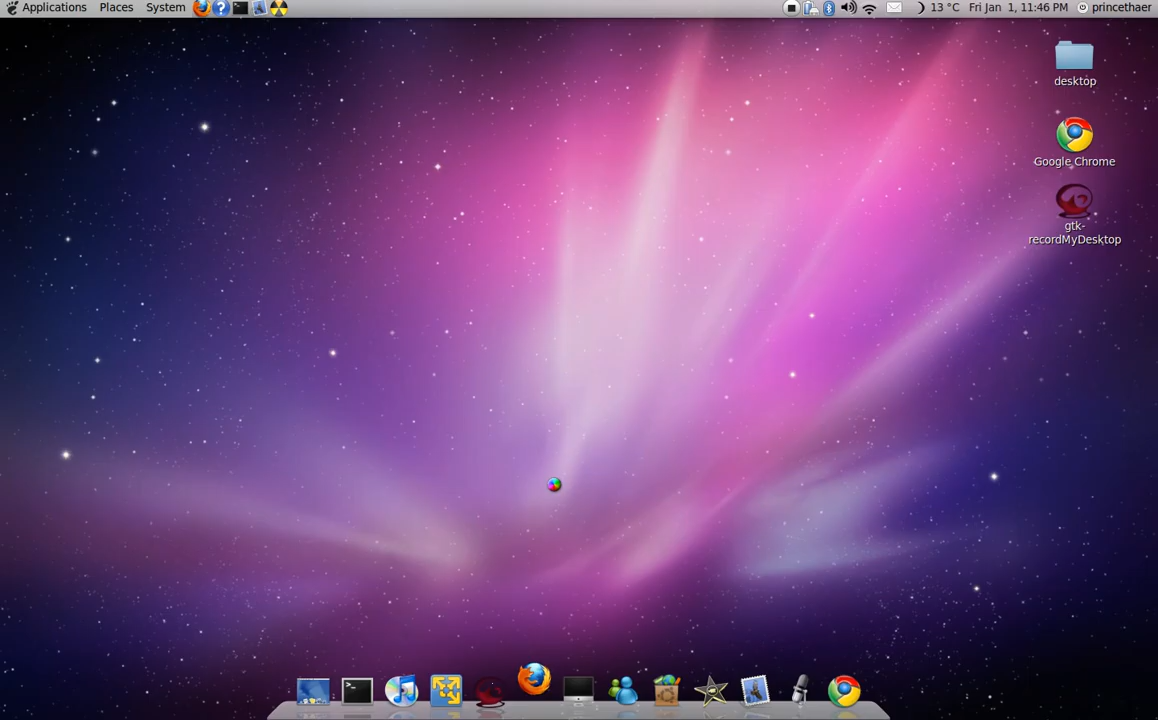 Applications Places System 13 °C Fri Jan 1, 11:46 PM princethaer
desktop
Google Chrome
gtk-
recordMyDesktop